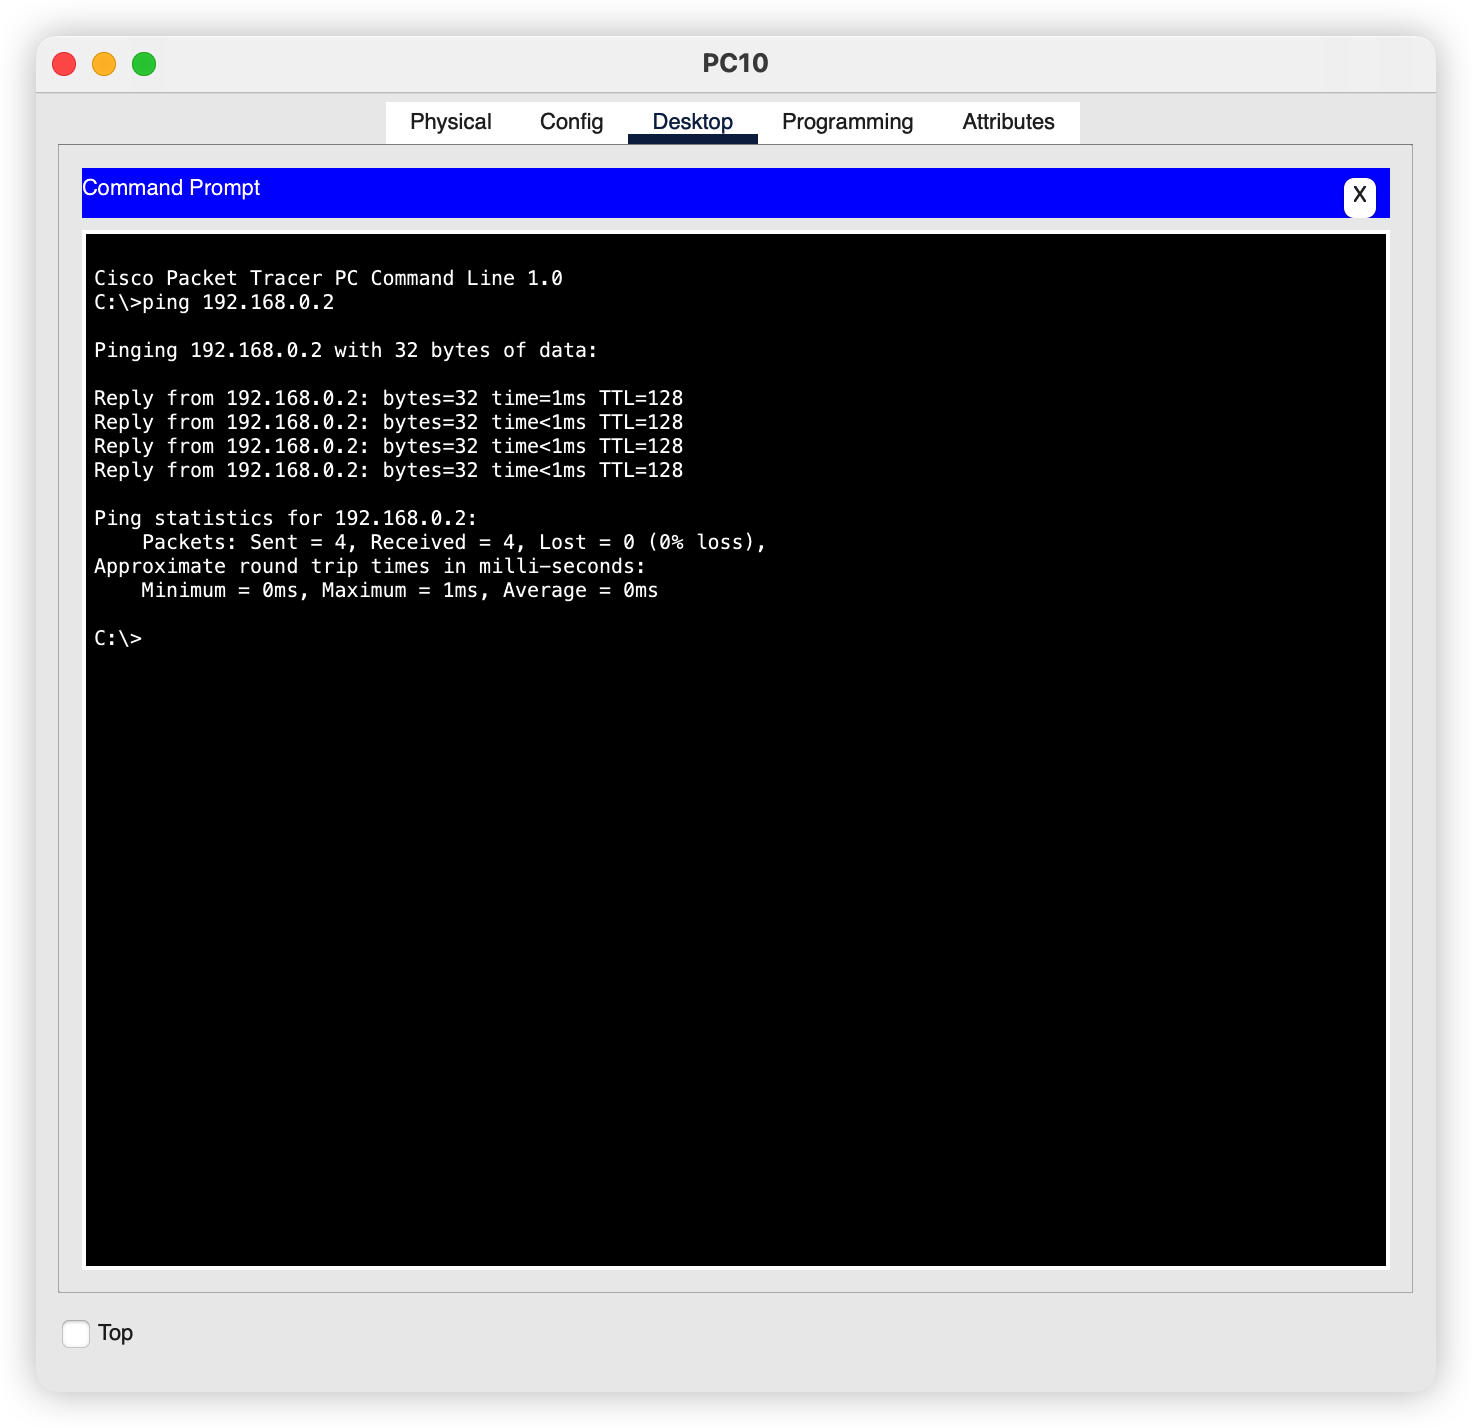 PC10
Physical Config Desktop Programming Attributes
Command Prompt
X
Cisco Packet Tracer PC Command Line 1.0
C:\>ping 192.168.0.2
Pinging 192.168.0.2 with 32 bytes of data:
Reply from 192.168.0.2: bytes=32 time=1ms TTL=128
Reply from 192.168.0.2: bytes=32 time<1ms TTL=128
Reply from 192.168.0.2: bytes=32 time<1ms TTL=128
Reply from 192.168.0.2: bytes=32 time<1ms TTL=128
Ping statistics for 192.168.0.2:
    Packets: Sent = 4, Received = 4, Lost = 0 (0% loss),
Approximate round trip times in milli-seconds:
    Minimum = 0ms, Maximum = 1ms, Average = 0ms
C:\>
Top